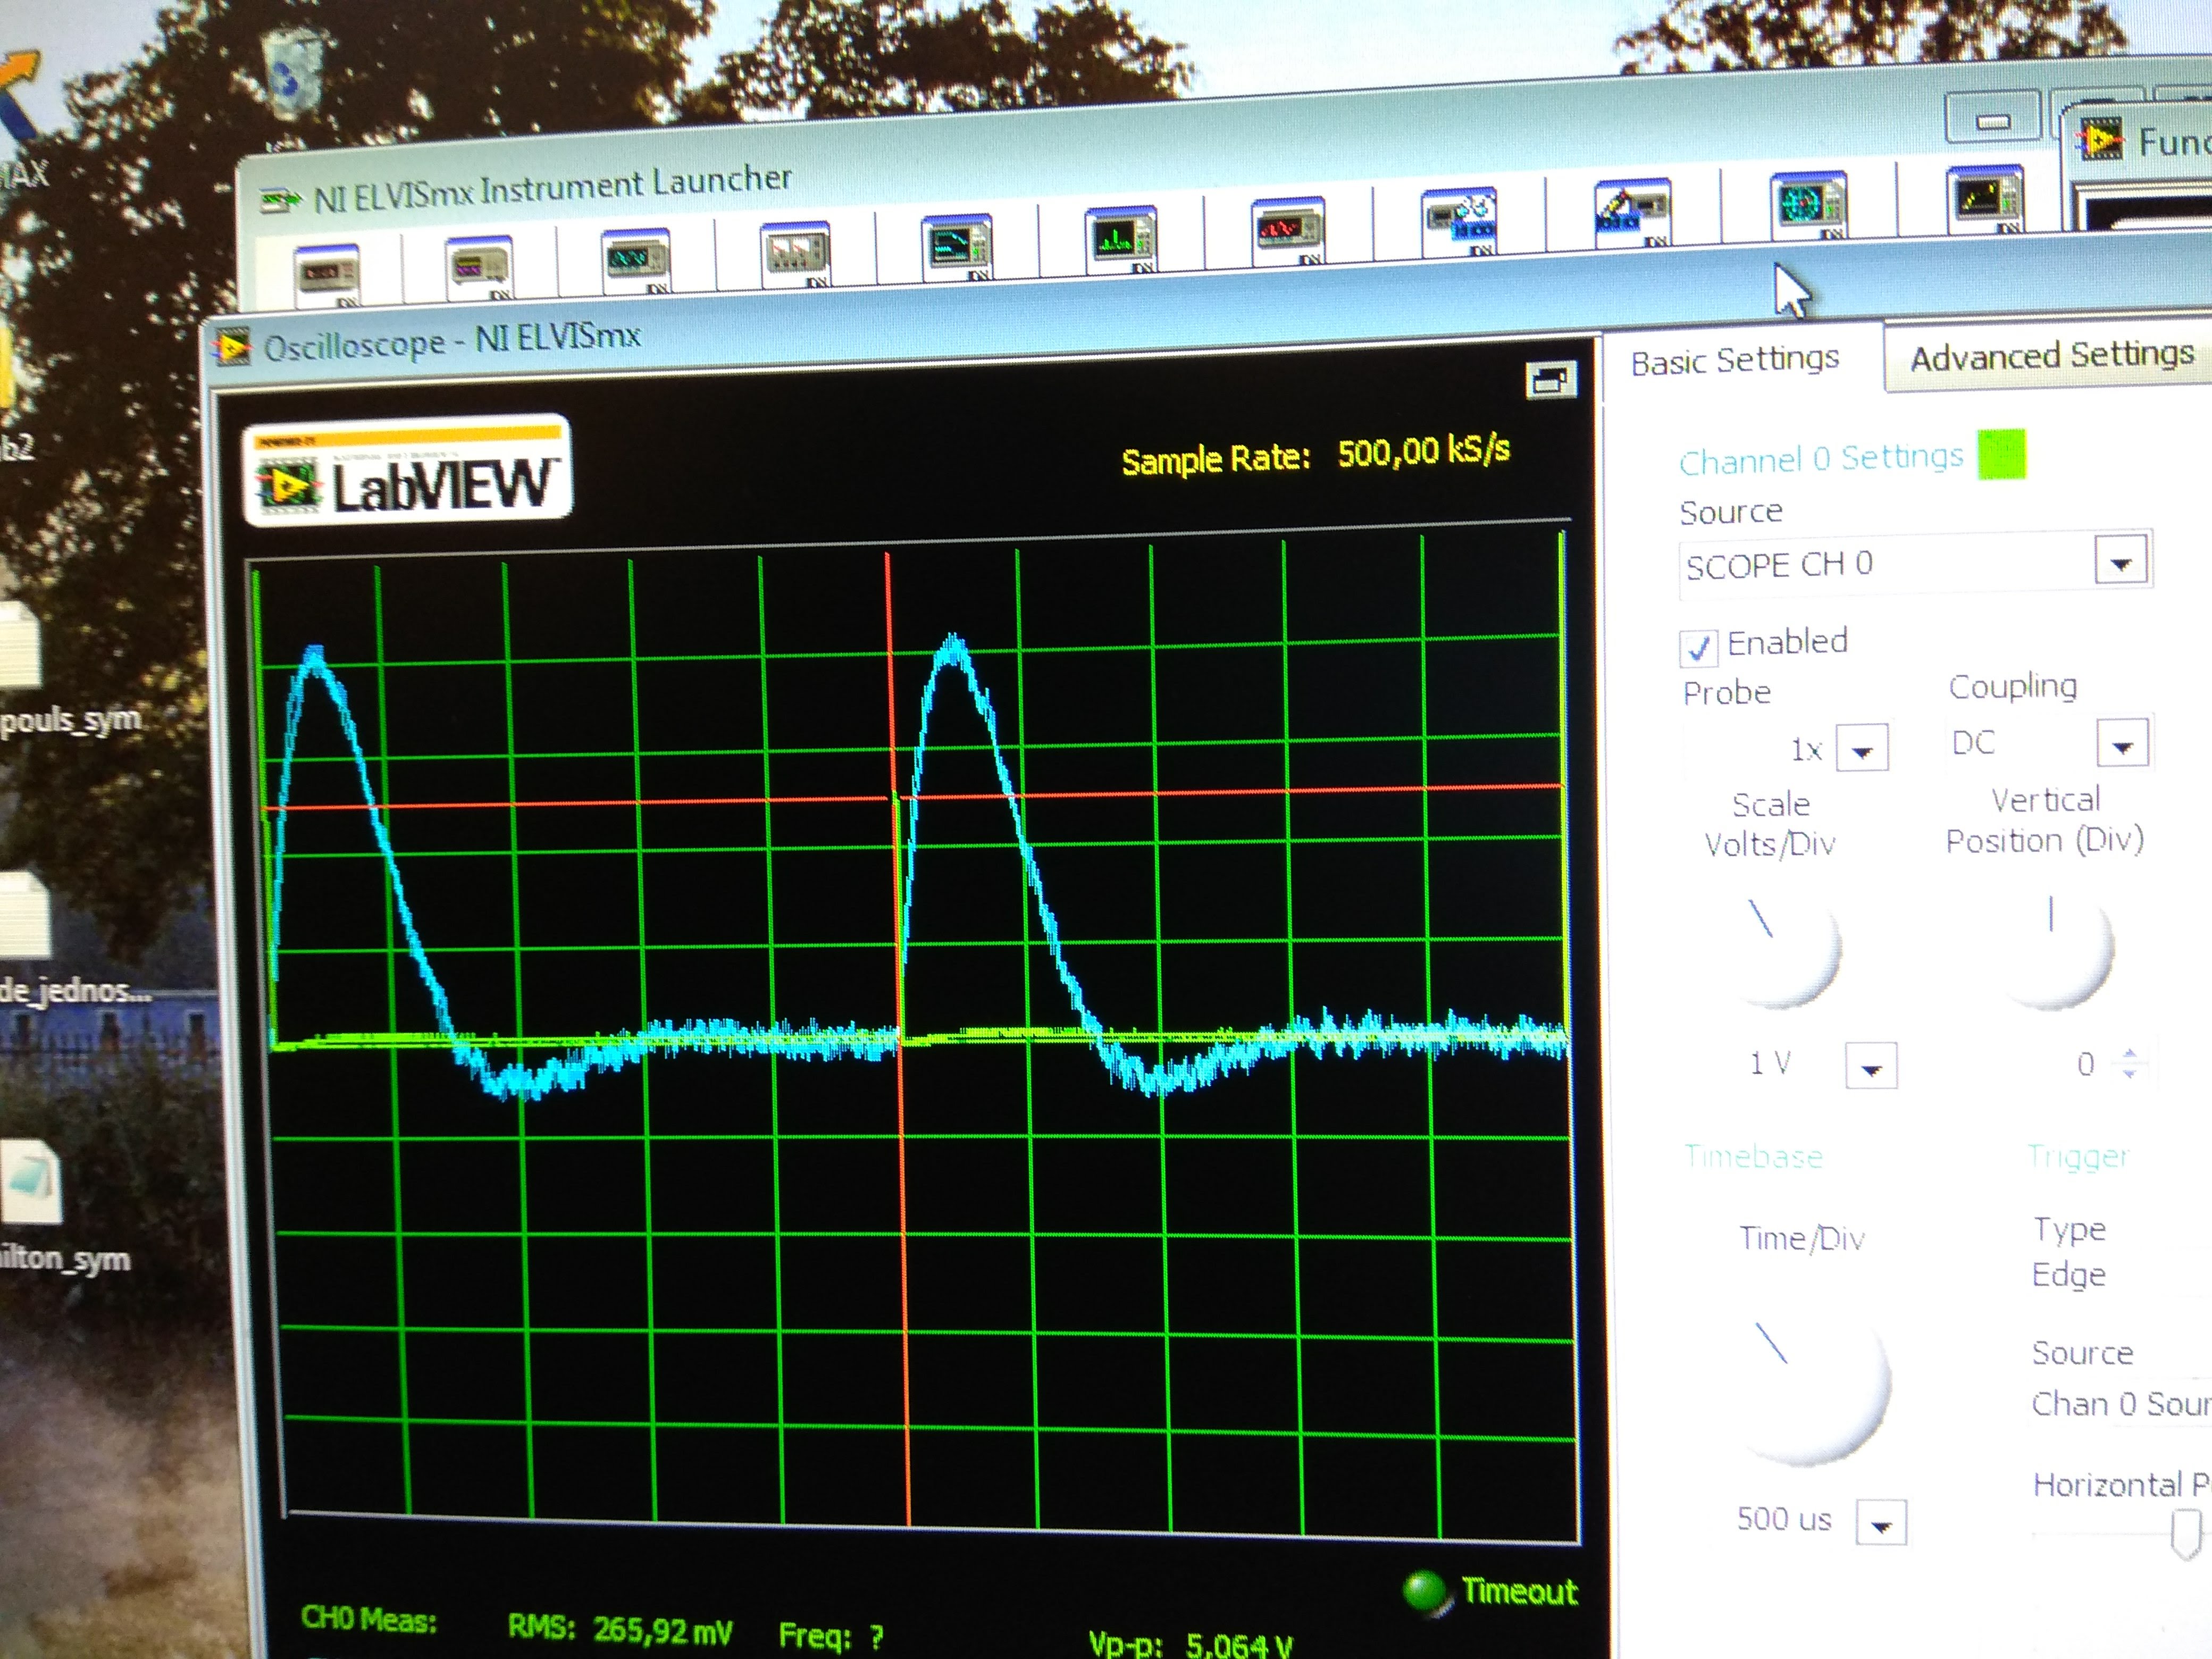 MAX
NI ELVISmx Instrument Launcher
Func
Oscilloscope - NI ELVISmx
Basic Settings
Advanced Settings
LabVIEW
Sample Rate: 500,00 kS/s
Channel 0 Settings
Source
SCOPE CH 0
Enabled
Probe
Coupling
1x
DC
Scale
Volts/Div
Vertical
Position (Div)
1 V
0
Timebase
Trigger
Time/Div
Type
Edge
Source
Chan 0 Sour
Horizontal P
500 us
Timeout
CH0 Meas: RMS: 265,92 mV Freq: ? Vp-p: 5,064 V
b2
pouls_sym
de_jednos...
ilton_sym